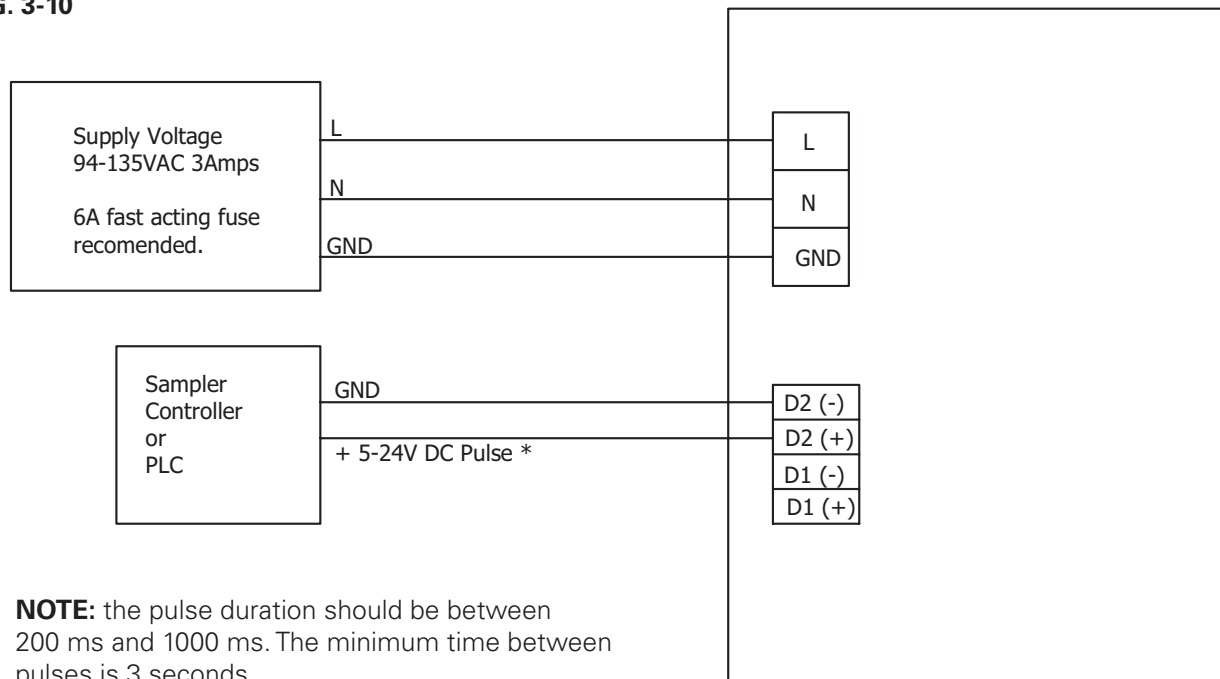 G. 3-10
Supply Voltage
94-135VAC 3Amps
6A fast acting fuse
recomended.
L
N
GND
L
N
GND
Sampler
Controller
or
PLC
GND
+ 5-24V DC Pulse *
D2 (-)
D2 (+)
D1 (-)
D1 (+)
NOTE: the pulse duration should be between
200 ms and 1000 ms. The minimum time between
pulses is 3 seconds